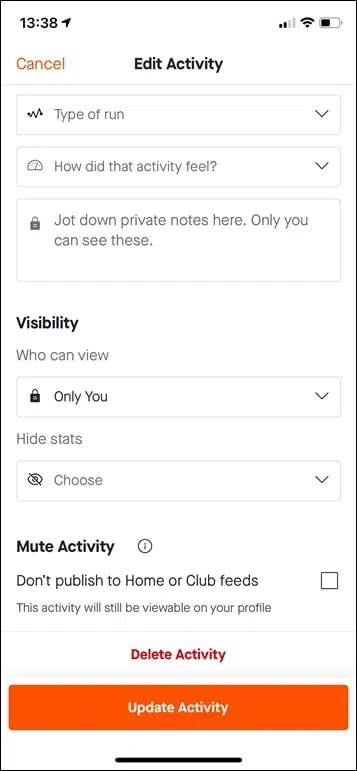 13:38
Cancel
Edit Activity
Type of run
How did that activity feel?
Jot down private notes here. Only you
can see these.
Visibility
Who can view
Only You
Hide stats
Choose
Mute Activity
Don't publish to Home or Club feeds
This activity will still be viewable on your profile
Delete Activity
Update Activity